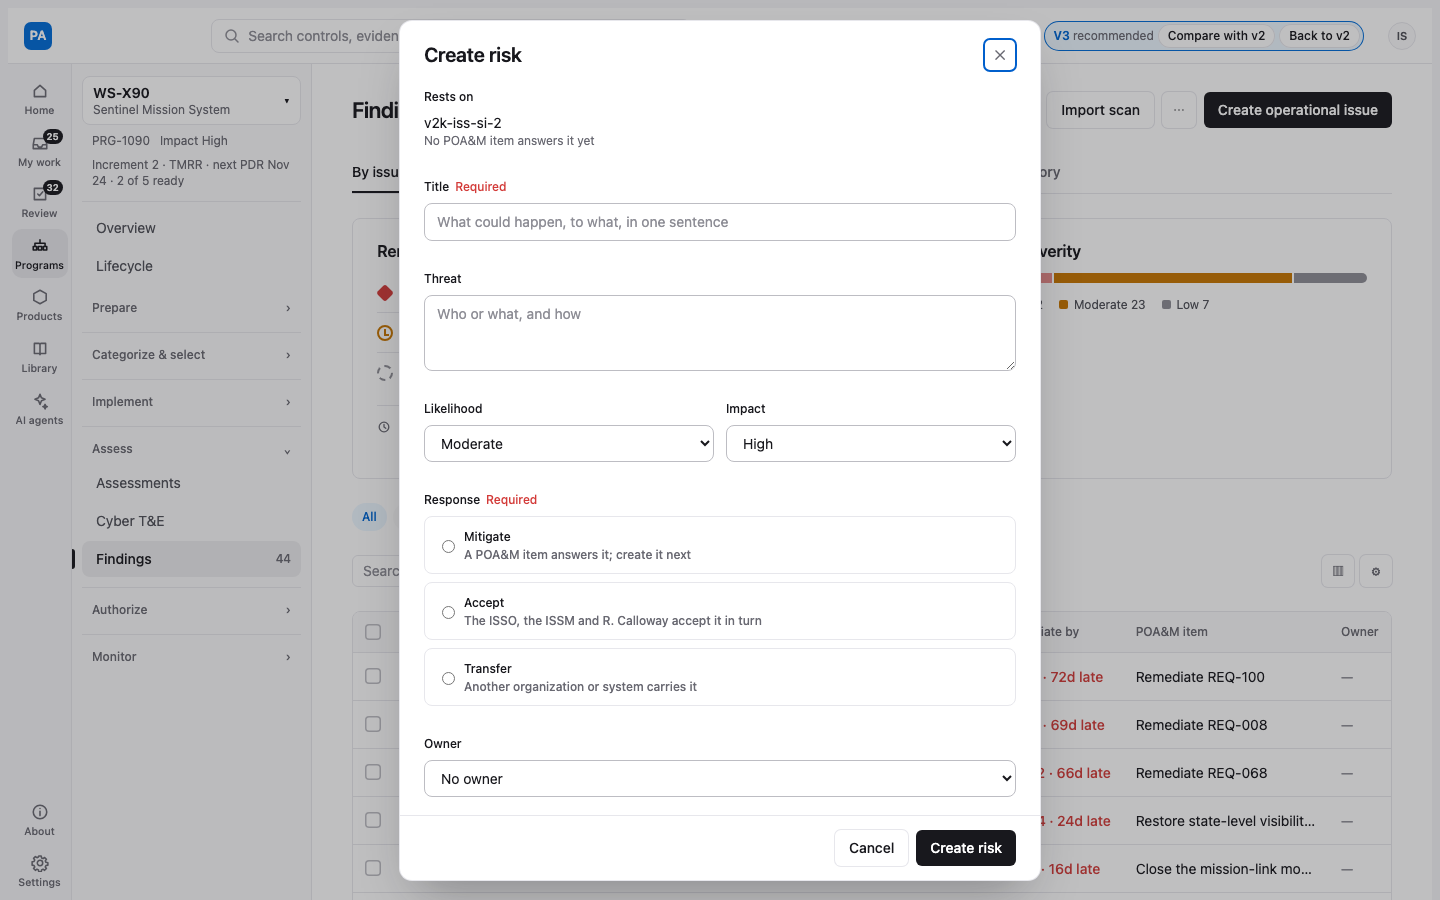 PA
Search controls, eviden
V3 recommended
Compare with v2
Back to v2
IS
Home
25
My work
32
Review
Programs
Products
Library
AI agents
About
Settings
WS-X90
Sentinel Mission System
PRG-1090 Impact High
Increment 2 · TMRR · next PDR Nov
24 · 2 of 5 ready
Overview
Lifecycle
Prepare
Categorize & select
Implement
Assess
Assessments
Cyber T&E
Findings 44
Authorize
Monitor
Findi
Import scan
Create operational issue
By issu
ory
Re
verity
Moderate 23
Low 7
All
Searc
iate by
POA&M item
Owner
· 72d late
Remediate REQ-100
—
· 69d late
Remediate REQ-008
—
2 · 66d late
Remediate REQ-068
—
4 · 24d late
Restore state-level visibilit...
—
· 16d late
Close the mission-link mo...
—
Create risk
Rests on
v2k-iss-si-2
No POA&M item answers it yet
Title Required
What could happen, to what, in one sentence
Threat
Who or what, and how
Likelihood
Impact
Moderate
High
Response Required
Mitigate
A POA&M item answers it; create it next
Accept
The ISSO, the ISSM and R. Calloway accept it in turn
Transfer
Another organization or system carries it
Owner
No owner
Cancel
Create risk